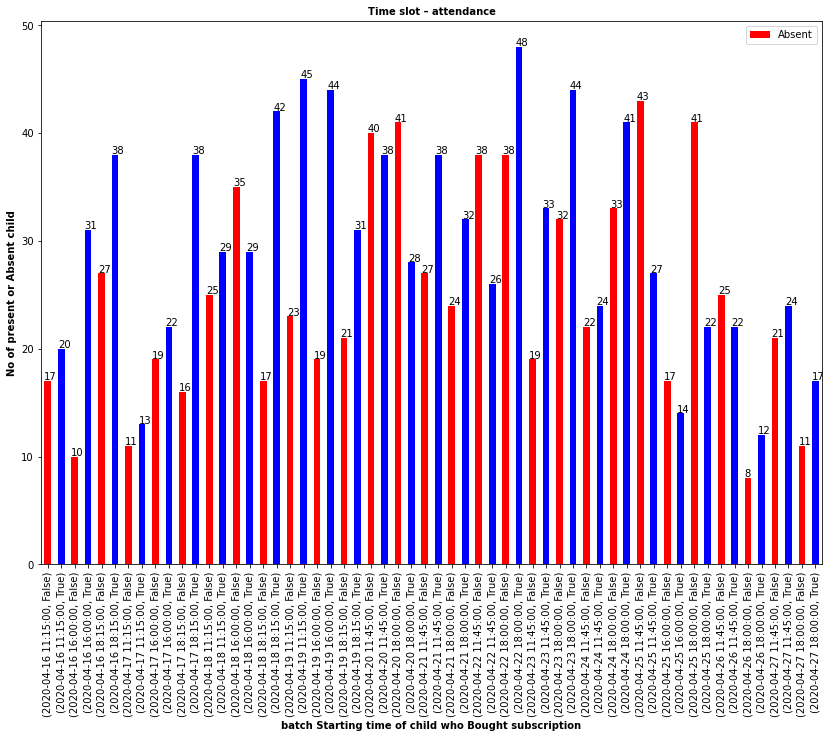 Time slot – attendance
Absent
No of present or Absent child
50
40
30
20
10
0
17
20
10
31
27
38
11
13
19
22
16
38
25
29
35
29
17
42
23
45
19
44
21
31
40
38
41
28
27
38
24
32
38
26
38
48
19
33
32
44
22
24
33
41
43
27
17
14
41
22
25
22
8
12
21
24
11
17
(2020-04-16 11:15:00, False)
(2020-04-16 11:15:00, True)
(2020-04-16 16:00:00, False)
(2020-04-16 16:00:00, True)
(2020-04-16 18:15:00, False)
(2020-04-16 18:15:00, True)
(2020-04-17 11:15:00, False)
(2020-04-17 11:15:00, True)
(2020-04-17 16:00:00, False)
(2020-04-17 16:00:00, True)
(2020-04-17 18:15:00, False)
(2020-04-17 18:15:00, True)
(2020-04-18 11:15:00, False)
(2020-04-18 11:15:00, True)
(2020-04-18 16:00:00, False)
(2020-04-18 16:00:00, True)
(2020-04-18 18:15:00, False)
(2020-04-18 18:15:00, True)
(2020-04-19 11:15:00, False)
(2020-04-19 11:15:00, True)
(2020-04-19 16:00:00, False)
(2020-04-19 16:00:00, True)
(2020-04-19 18:15:00, False)
(2020-04-19 18:15:00, True)
(2020-04-20 11:45:00, False)
(2020-04-20 11:45:00, True)
(2020-04-20 18:00:00, False)
(2020-04-20 18:00:00, True)
(2020-04-21 11:45:00, False)
(2020-04-21 11:45:00, True)
(2020-04-21 18:00:00, False)
(2020-04-21 18:00:00, True)
(2020-04-22 11:45:00, False)
(2020-04-22 11:45:00, True)
(2020-04-22 18:00:00, False)
(2020-04-22 18:00:00, True)
(2020-04-23 11:45:00, False)
(2020-04-23 11:45:00, True)
(2020-04-23 18:00:00, False)
(2020-04-23 18:00:00, True)
(2020-04-24 11:45:00, False)
(2020-04-24 11:45:00, True)
(2020-04-24 18:00:00, False)
(2020-04-24 18:00:00, True)
(2020-04-25 11:45:00, False)
(2020-04-25 11:45:00, True)
(2020-04-25 16:00:00, False)
(2020-04-25 16:00:00, True)
(2020-04-25 18:00:00, False)
(2020-04-25 18:00:00, True)
(2020-04-26 11:45:00, False)
(2020-04-26 11:45:00, True)
(2020-04-26 18:00:00, False)
(2020-04-26 18:00:00, True)
(2020-04-27 11:45:00, False)
(2020-04-27 11:45:00, True)
(2020-04-27 18:00:00, False)
(2020-04-27 18:00:00, True)
batch Starting time of child who Bought subscription